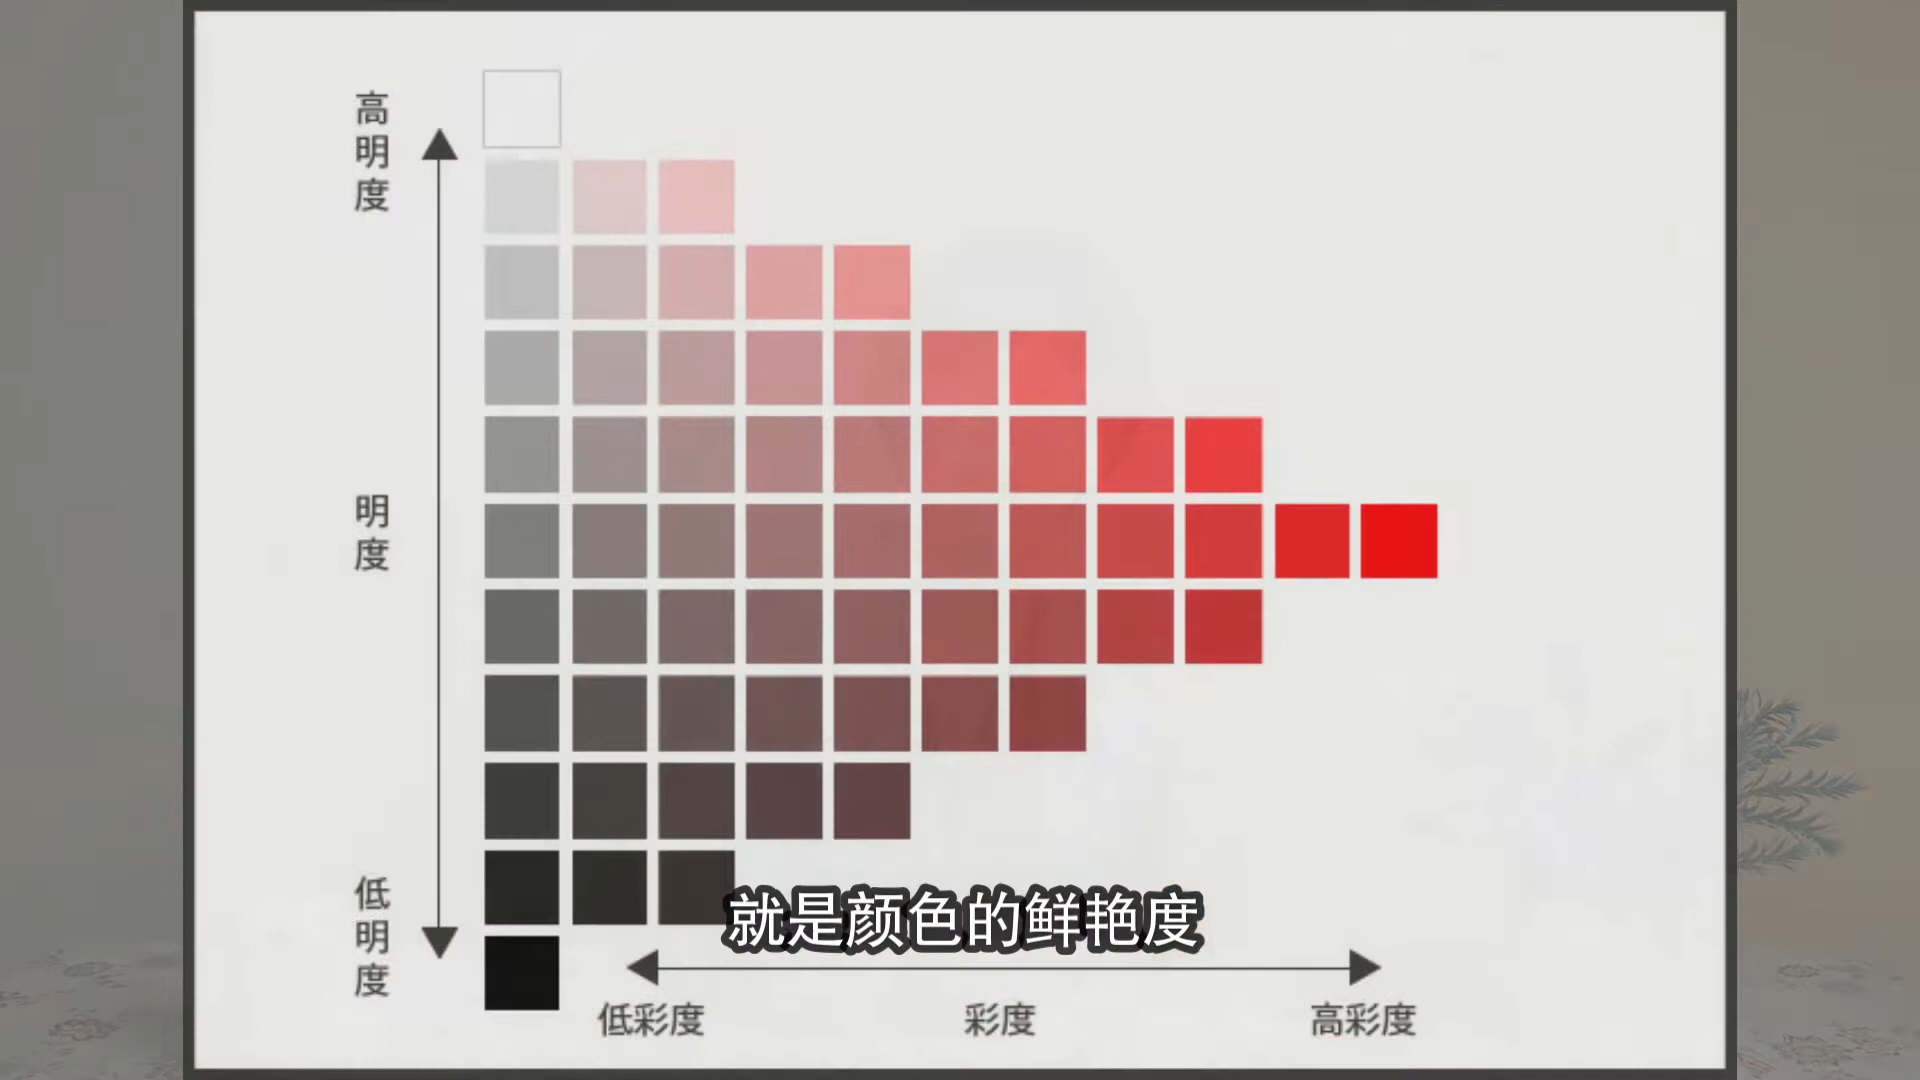 高明度
明度
低明度
就是颜色的鲜艳度
低彩度
彩度
高彩度